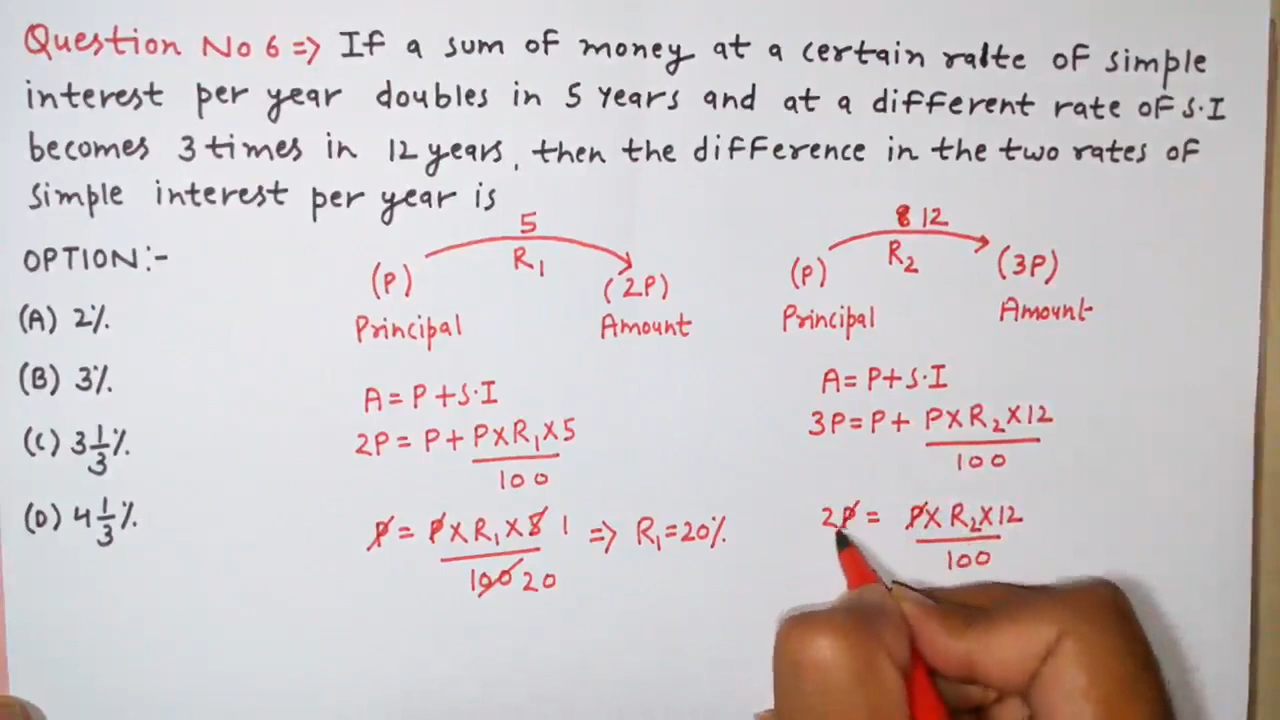 Question No 6 => If a sum of money at a certain ralte of simple
interest per year doubles in 5 years and at a different rate of S.I
becomes 3 times in 12 years, then the difference in the two rates of
simple interest per year is
OPTION:-
(A) 2%
(B) 3%
(C) 3 1/3 %
(D) 4 1/3 %
5
(P) R₁ (2P)
Principal Amount
A = P + S.I
2P = P + P×R₁×5
100
P = P×R₁×5 1 => R₁ = 20%
100 20
8 12
(P) R₂ (3P)
Principal Amount
A = P + S.I
3P = P + P×R₂×12
100
2P = P×R₂×12
100